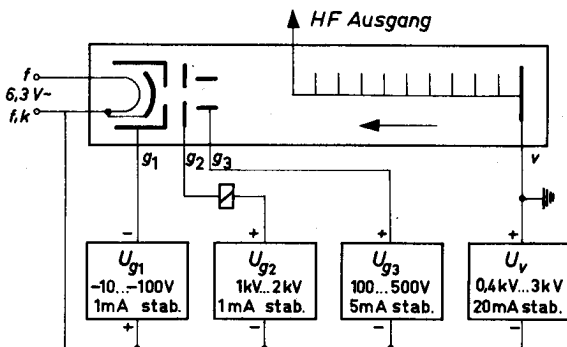 HF Ausgang
f
6,3 V~
f,k
g1
g2
g3
v
− + + +
Ug1
−10...−100V
1mA stab.
Ug2
1kV...2kV
1mA stab.
Ug3
100...500V
5mA stab.
Uv
0,4kV...3kV
20mA stab.
+ − − −